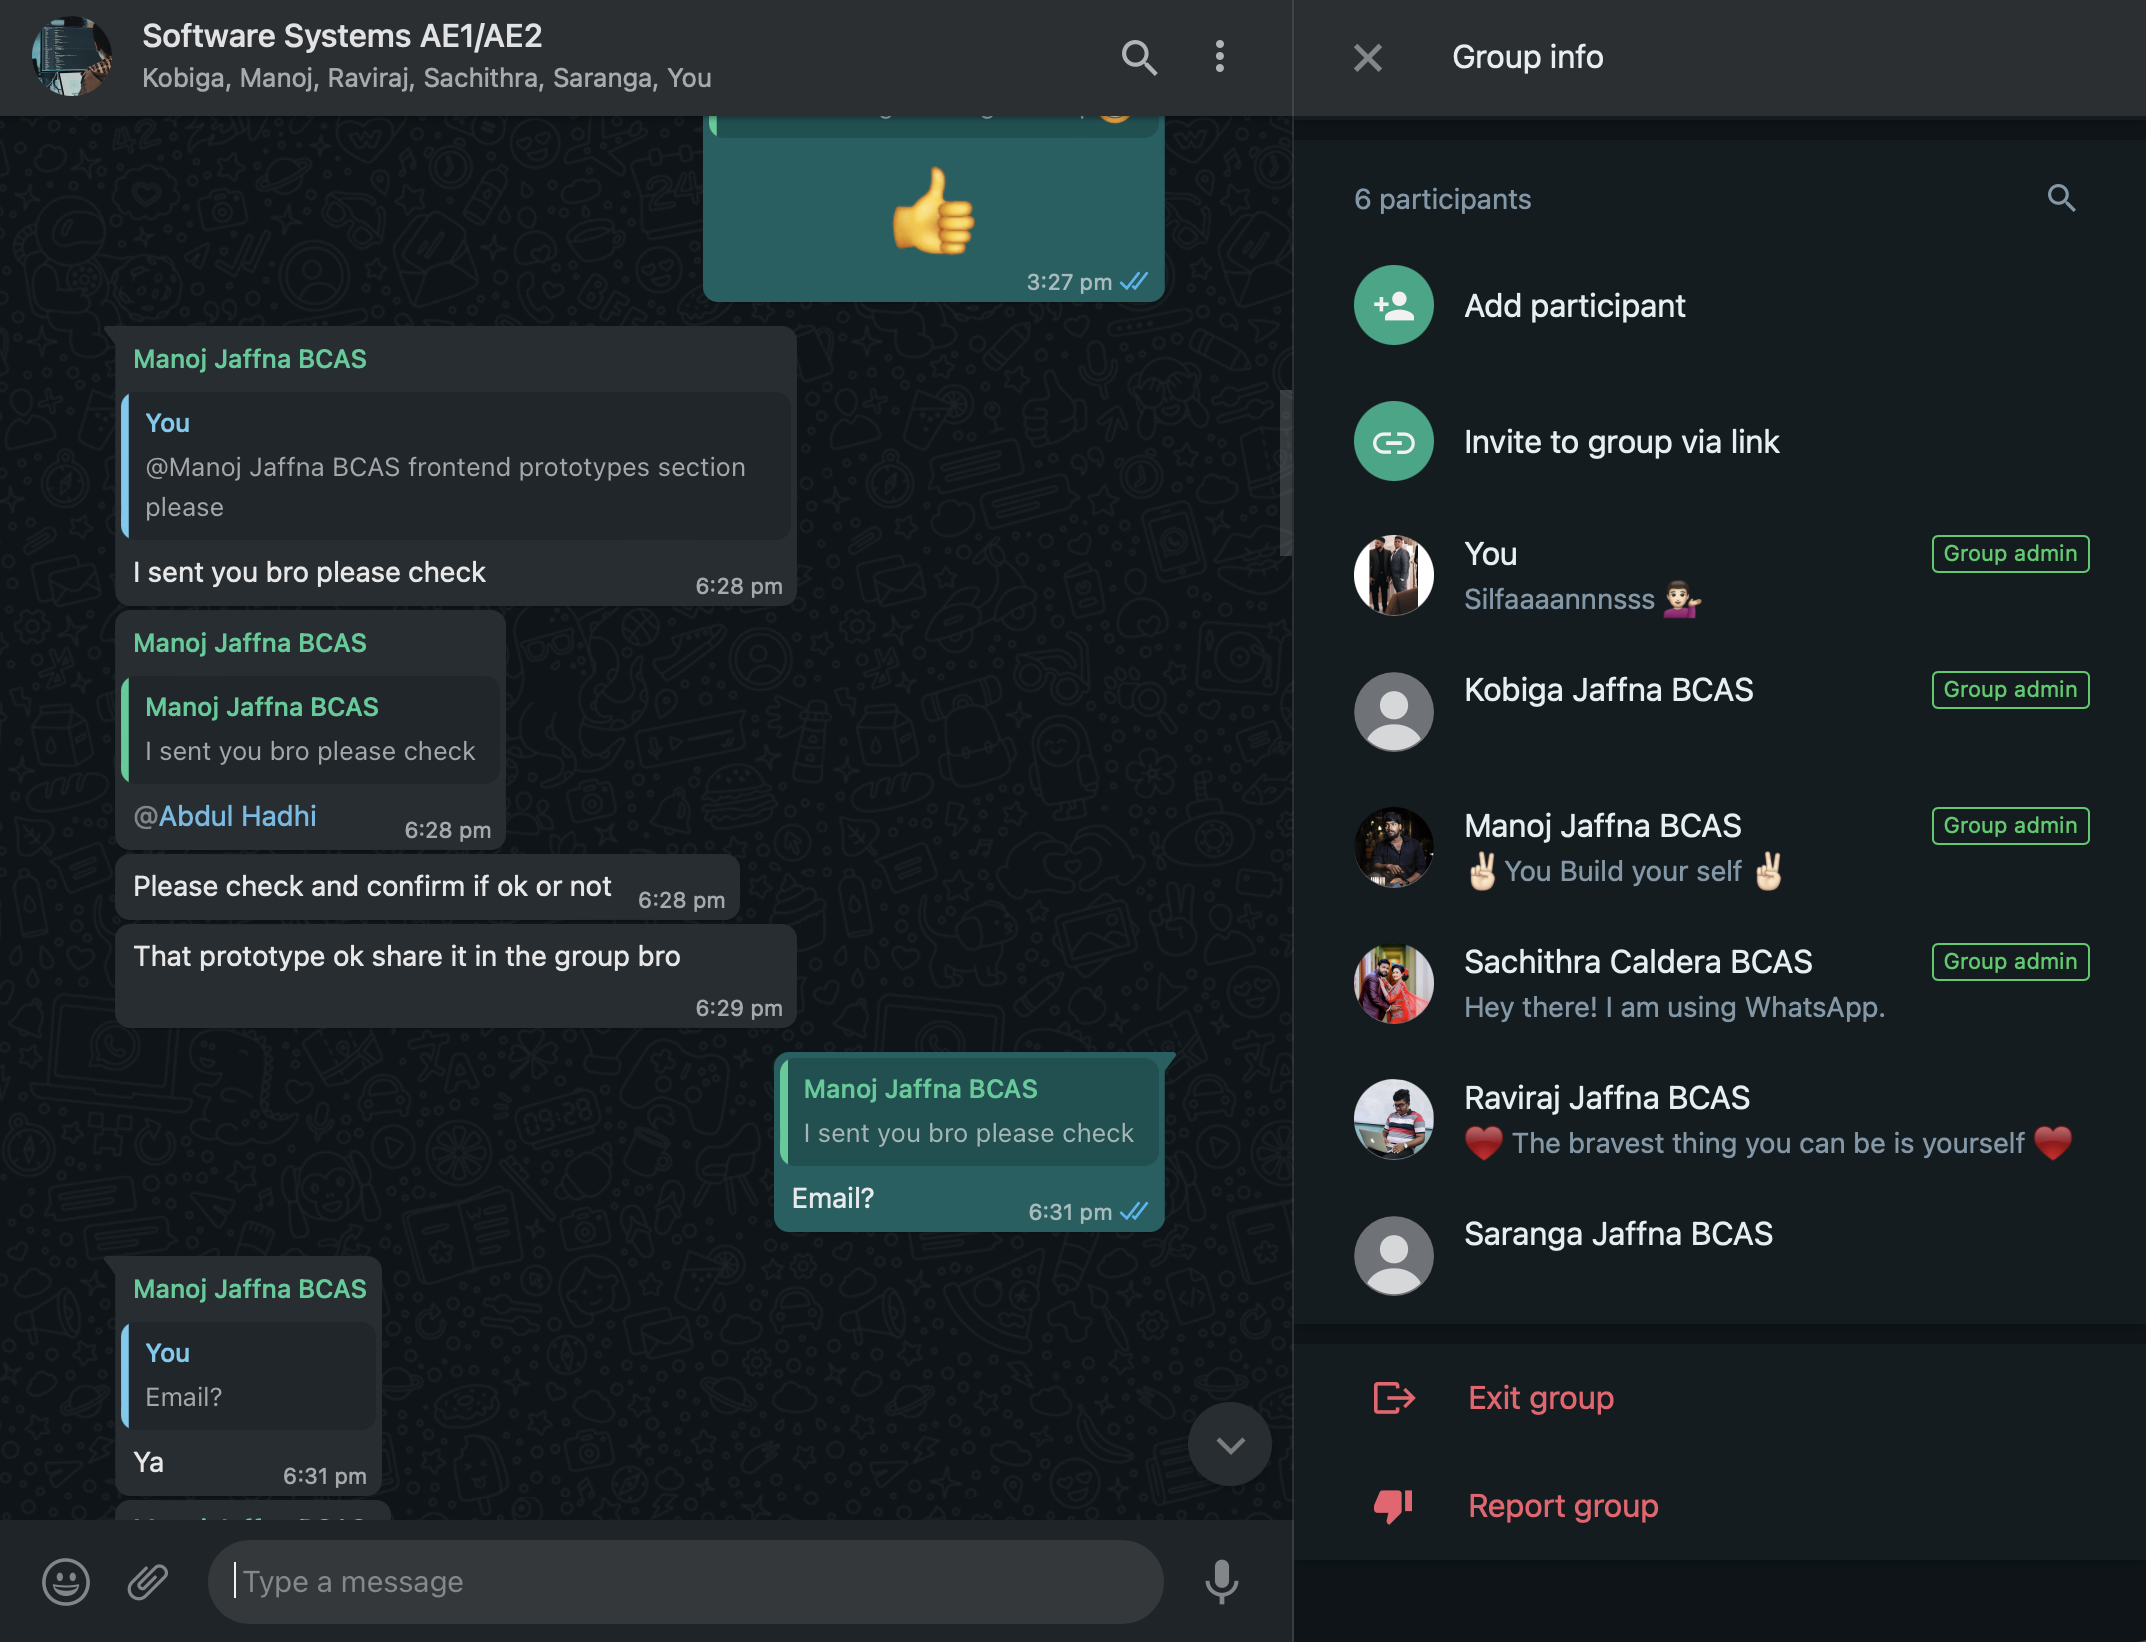 Software Systems AE1/AE2
Kobiga, Manoj, Raviraj, Sachithra, Saranga, You
3:27 pm
Manoj Jaffna BCAS
You
@Manoj Jaffna BCAS frontend prototypes section
please
I sent you bro please check
6:28 pm
Manoj Jaffna BCAS
Manoj Jaffna BCAS
I sent you bro please check
@Abdul Hadhi
6:28 pm
Please check and confirm if ok or not
6:28 pm
That prototype ok share it in the group bro
6:29 pm
Manoj Jaffna BCAS
I sent you bro please check
Email?
6:31 pm
Manoj Jaffna BCAS
You
Email?
Ya
6:31 pm
Type a message
Group info
6 participants
Add participant
Invite to group via link
You
Group admin
Silfaaaannnsss 💁🏻
Kobiga Jaffna BCAS
Group admin
Manoj Jaffna BCAS
Group admin
✌🏻 You Build your self ✌🏻
Sachithra Caldera BCAS
Group admin
Hey there! I am using WhatsApp.
Raviraj Jaffna BCAS
❤️ The bravest thing you can be is yourself ❤️
Saranga Jaffna BCAS
Exit group
Report group